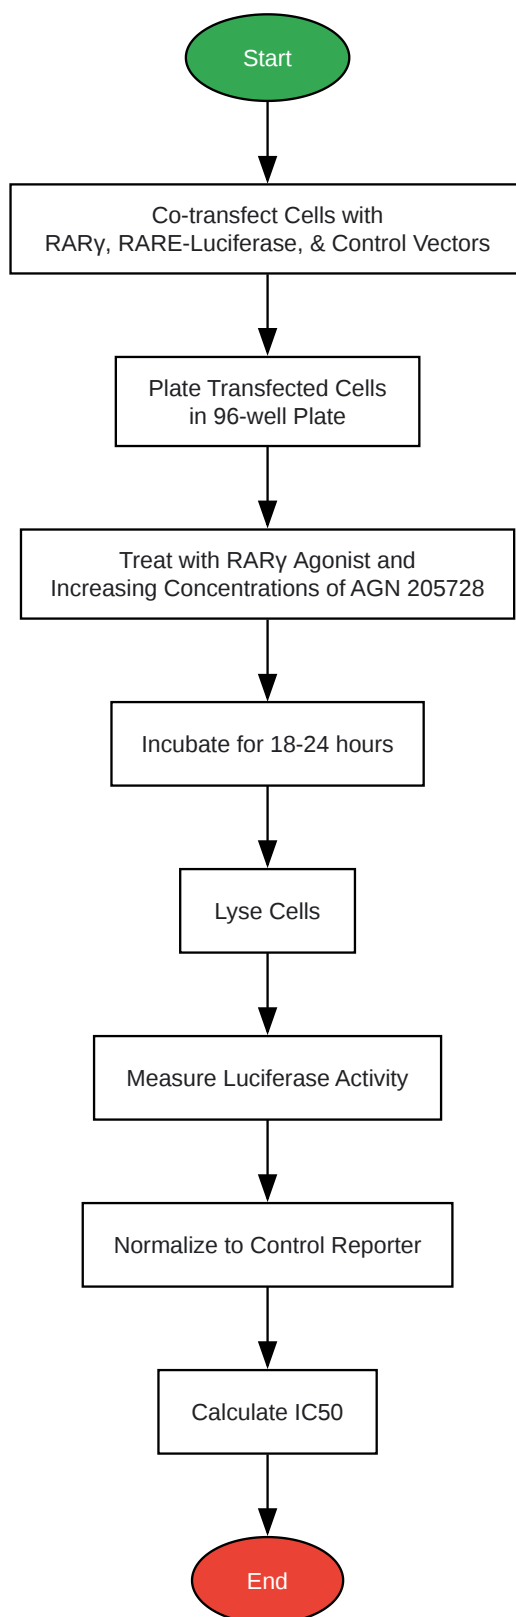 Start
Co-transfect Cells with
RARγ, RARE-Luciferase, & Control Vectors
Plate Transfected Cells
in 96-well Plate
Treat with RARγ Agonist and
Increasing Concentrations of AGN 205728
Incubate for 18-24 hours
Lyse Cells
Measure Luciferase Activity
Normalize to Control Reporter
Calculate IC50
End